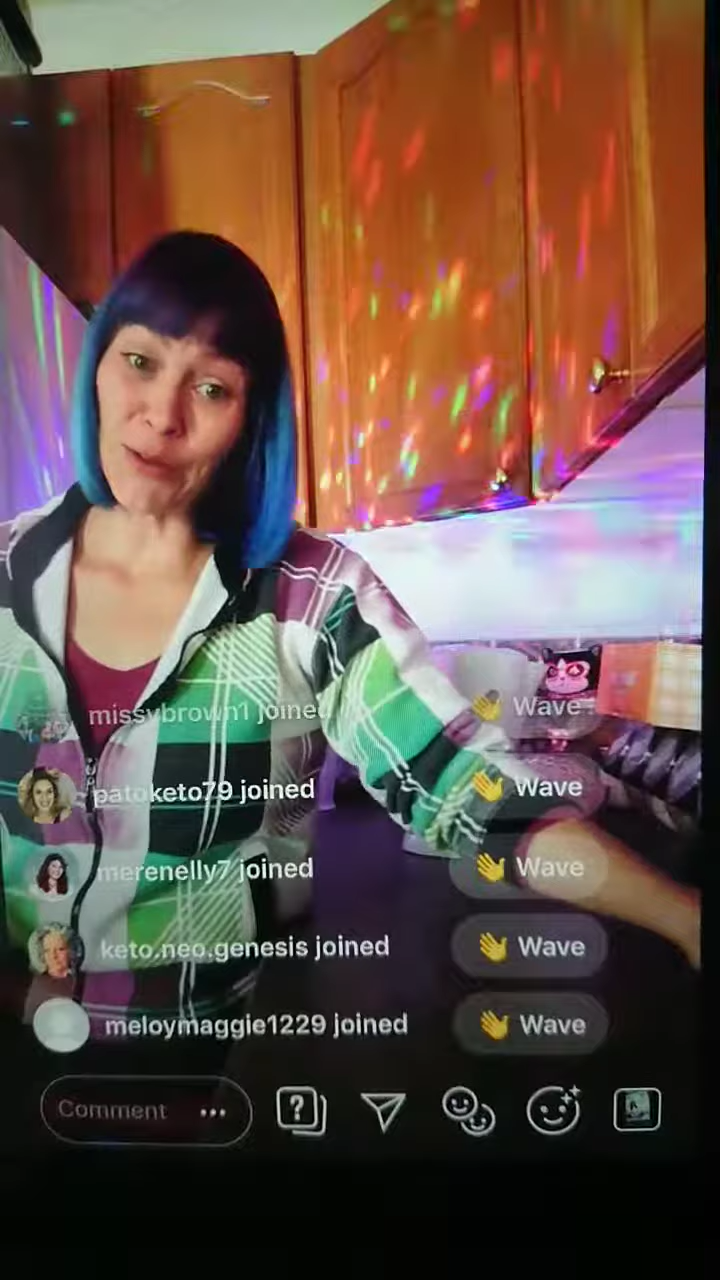 missybrown1 joined
👋 Wave
patoketo79 joined
👋 Wave
merenelly7 joined
👋 Wave
keto.neo.genesis joined
👋 Wave
meloymaggie1229 joined
👋 Wave
Comment
?